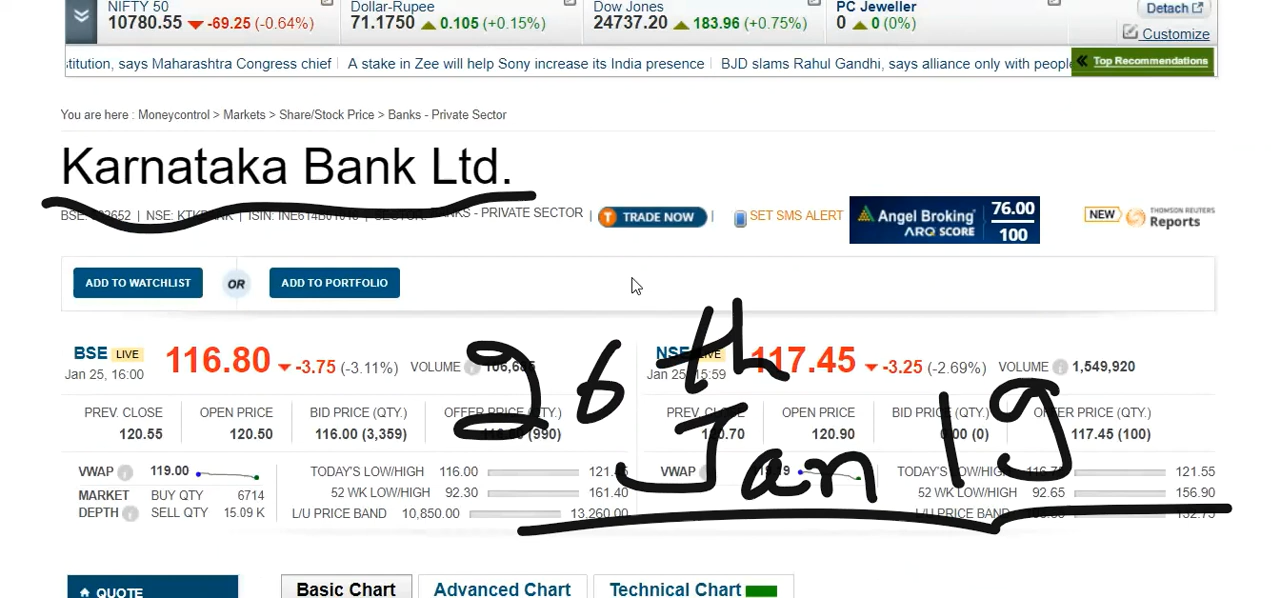 NIFTY 50 Dollar-Rupee Dow Jones PC Jeweller Detach
10780.55 -69.25 (-0.64%) 71.1750 0.105 (+0.15%) 24737.20 183.96 (+0.75%) 0 0 (0%)
Customize
:titution, says Maharashtra Congress chief A stake in Zee will help Sony increase its India presence BJD slams Rahul Gandhi, says alliance only with people Top Recommendations
You are here : Moneycontrol > Markets > Share/Stock Price > Banks - Private Sector
Karnataka Bank Ltd.
BSE: | NSE: | ISIN: - PRIVATE SECTOR | TRADE NOW | SET SMS ALERT Angel Broking ARQ SCORE 76.00 100 NEW THOMSON REUTERS Reports
ADD TO WATCHLIST OR ADD TO PORTFOLIO
26th
Jan 19
BSE LIVE 116.80 -3.75 (-3.11%) VOLUME NSE LIVE 117.45 -3.25 (-2.69%) VOLUME 1,549,920
Jan 25, 16:00 Jan 25, 15:59
PREV. CLOSE OPEN PRICE BID PRICE (QTY.) OFFER PRICE (QTY.) PREV. CLOSE OPEN PRICE BID PRICE (QTY.) OFFER PRICE (QTY.)
120.55 120.50 116.00 (3,359) (990) 120.90 (0) 117.45 (100)
VWAP 119.00 TODAY'S LOW/HIGH 116.00 VWAP TODAY'S LOW/HIGH 121.55
MARKET BUY QTY 6714 52 WK LOW/HIGH 92.30 161.40 52 WK LOW/HIGH 92.65 156.90
DEPTH SELL QTY 15.09 K L/U PRICE BAND 10,850.00 13,260.00 L/U PRICE BAND
QUOTE Basic Chart Advanced Chart Technical Chart